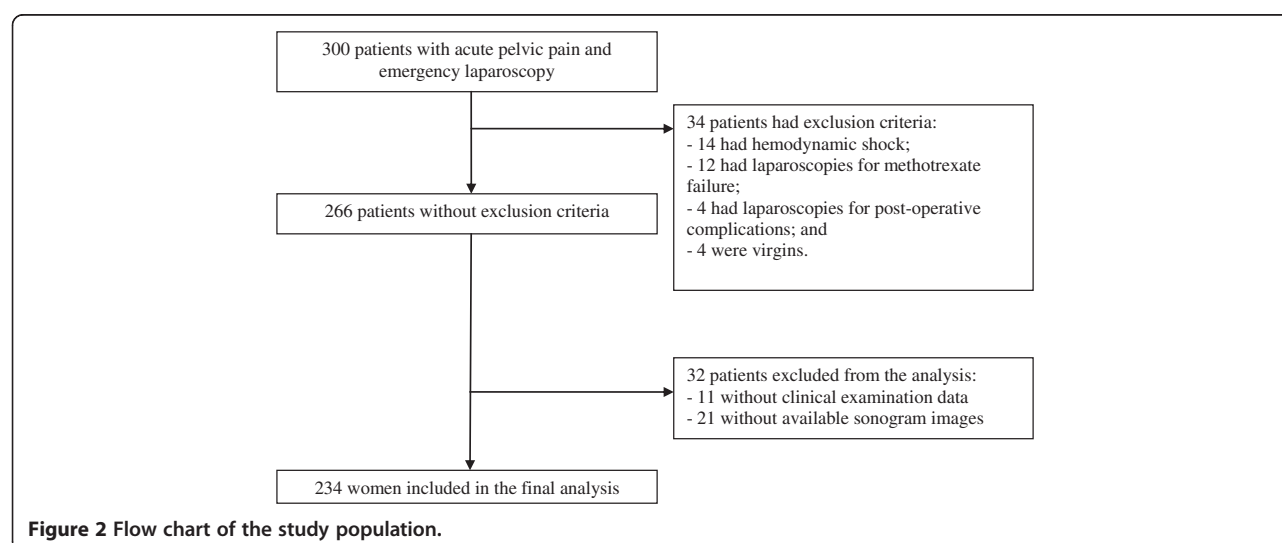 300 patients with acute pelvic pain and
emergency laparoscopy
34 patients had exclusion criteria:
- 14 had hemodynamic shock;
- 12 had laparoscopies for methotrexate
failure;
- 4 had laparoscopies for post-operative
complications; and
- 4 were virgins.
266 patients without exclusion criteria
32 patients excluded from the analysis:
- 11 without clinical examination data
- 21 without available sonogram images
234 women included in the final analysis
Figure 2 Flow chart of the study population.